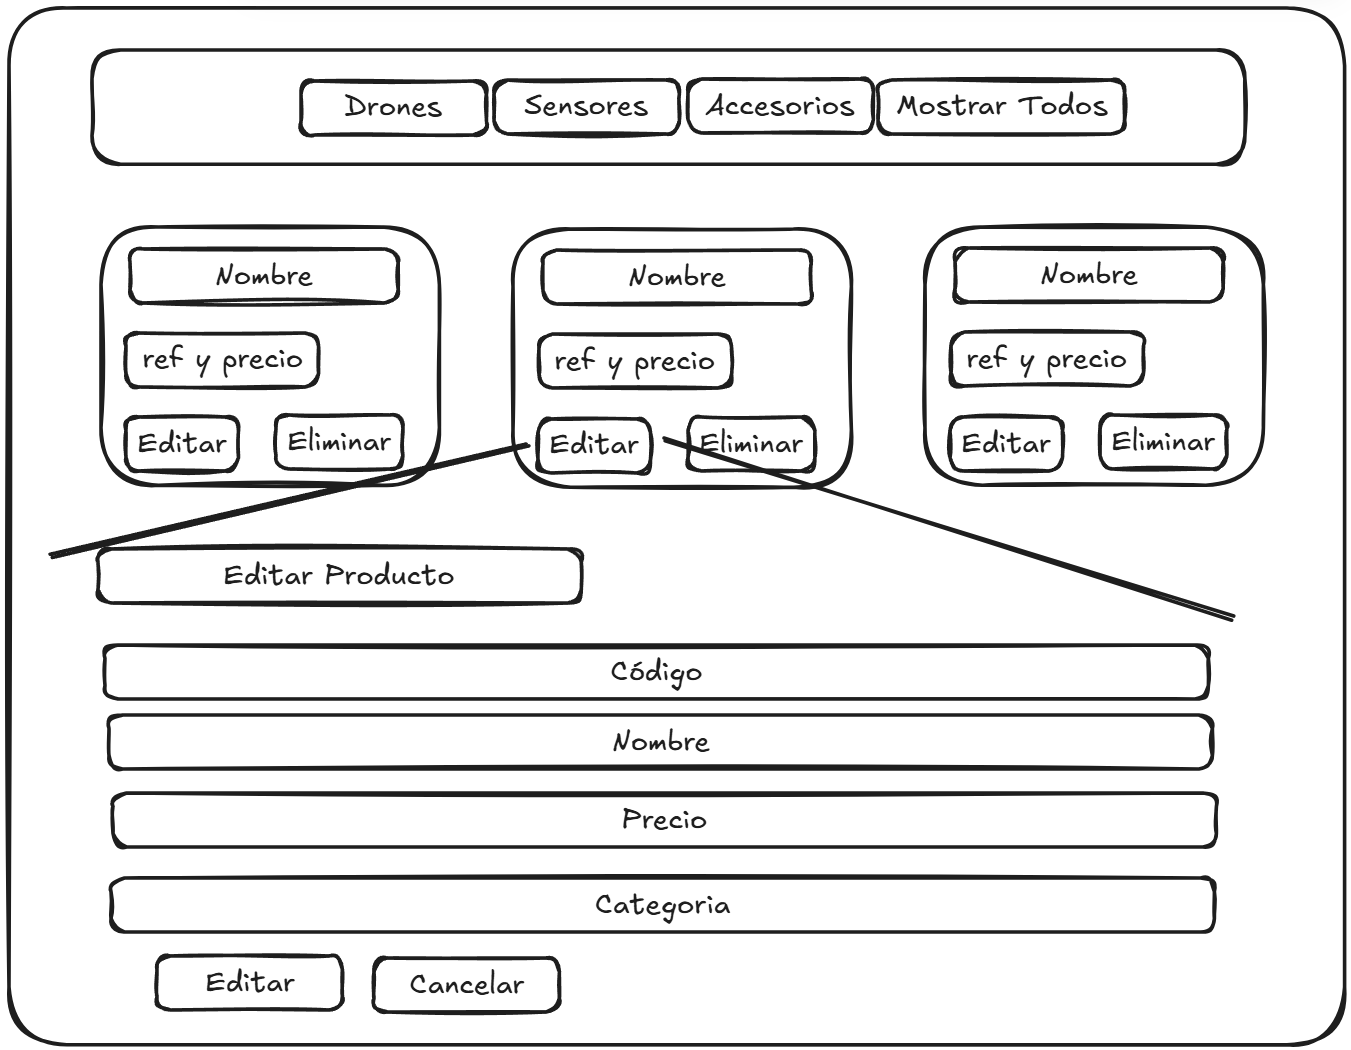 Drones
Sensores
Accesorios
Mostrar Todos
Nombre
ref y precio
Editar
Eliminar
Nombre
ref y precio
Editar
Eliminar
Nombre
ref y precio
Editar
Eliminar
Editar Producto
Código
Nombre
Precio
Categoria
Editar
Cancelar